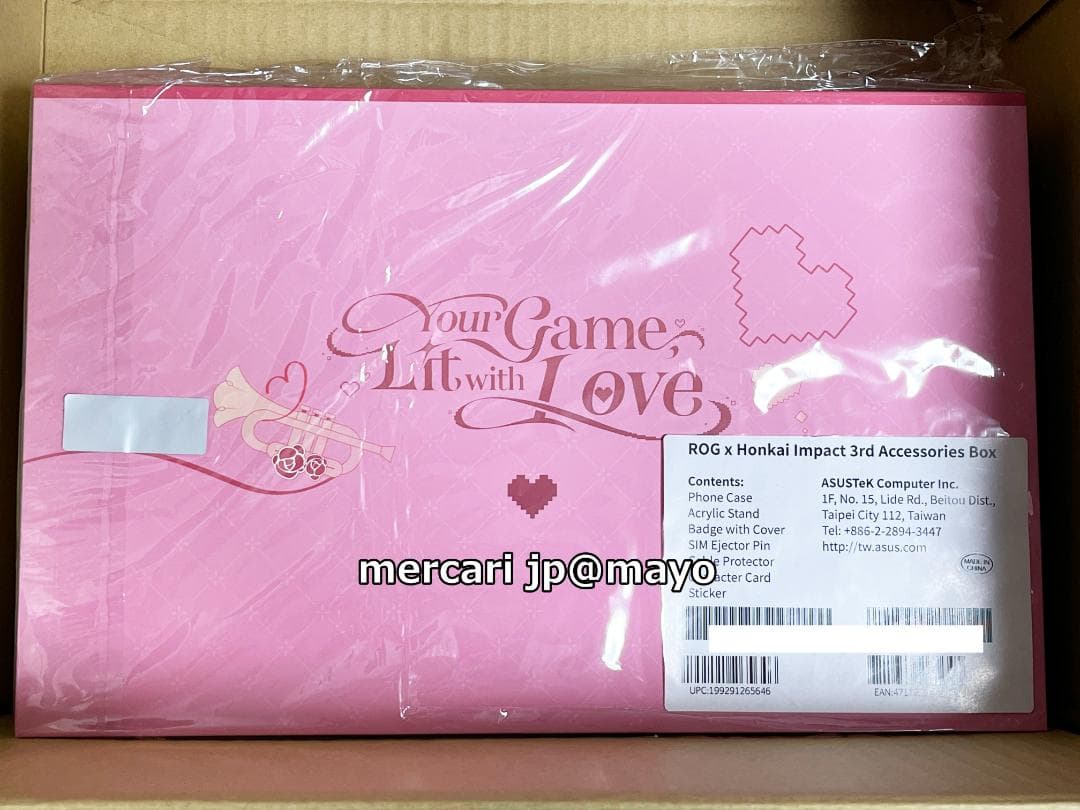 Your Game,
Lit with Love
ROG x Honkai Impact 3rd Accessories Box
Contents:
Phone Case
Acrylic Stand
Badge with Cover
SIM Ejector Pin
Protector
Card
Sticker
ASUSTeK Computer Inc.
1F, No. 15, Lide Rd., Beitou Dist.,
Taipei City 112, Taiwan
Tel: +886-2-2894-3447
http://tw.asus.com
MADE IN
CHINA
mercari jp@mayo
UPC:199291265646